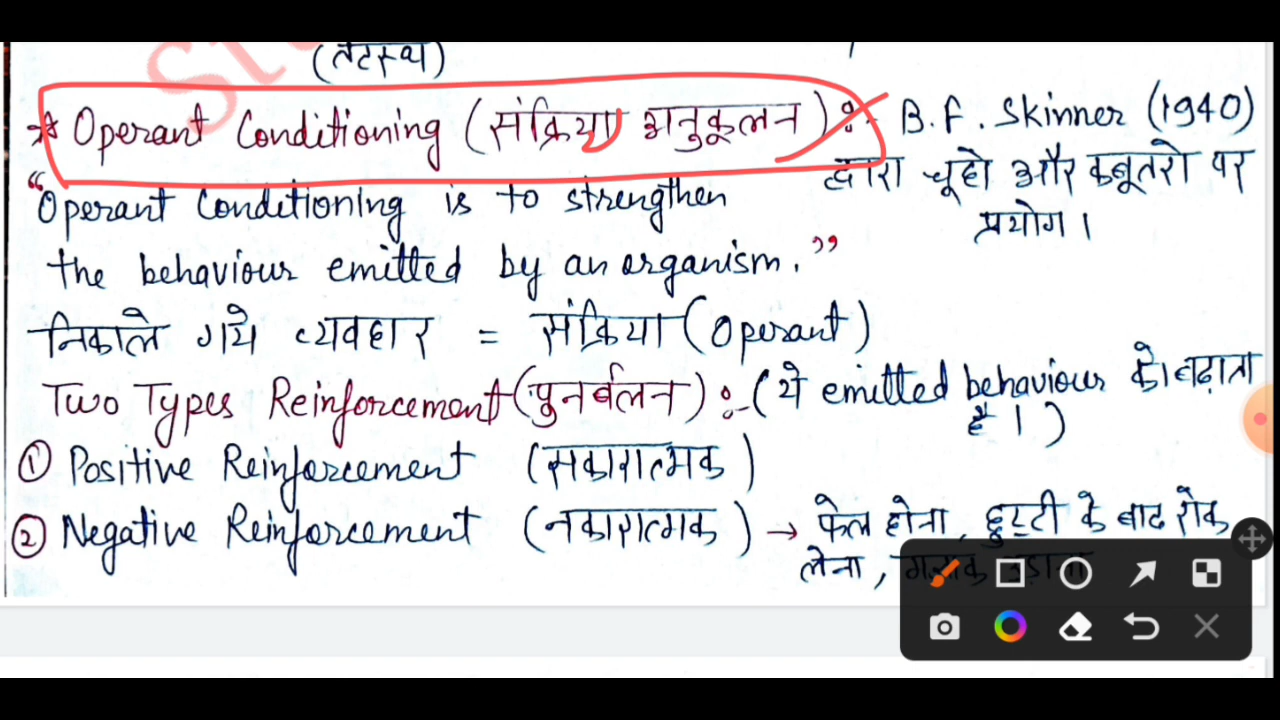 (तटस्थ)
Operant Conditioning (संक्रिया अनुकूलन) :- B.F. Skinner (1940)
द्वारा चूहो और कबूतरो पर
प्रयोग।
"Operant Conditioning is to strengthen
the behaviour emitted by an organism."
निकाले गये व्यवहार = संक्रिया (Operant)
Two Types Reinforcement (पुनर्बलन) :- (ये emitted behaviour को बढ़ाता
है।)
① Positive Reinforcement (सकारात्मक)
② Negative Reinforcement (नकारात्मक) → फेल होना, छुट्टी के बाद रोक
लेना,